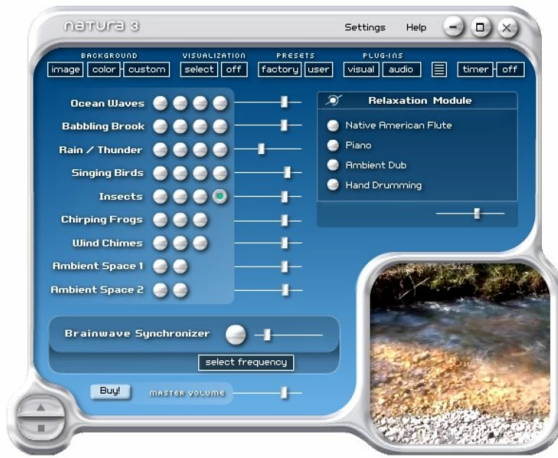 natura 3
Settings Help
BACKGROUND VISUALIZATION PRESETS PLUG-INS
image color custom select off factory user visual audio timer off
Ocean Waves
Babbling Brook
Rain / Thunder
Singing Birds
Insects
Chirping Frogs
Wind Chimes
Ambient Space 1
Ambient Space 2
Relaxation Module
Native American Flute
Piano
Ambient Dub
Hand Drumming
Brainwave Synchronizer
select frequency
Buy!
MASTER VOLUME